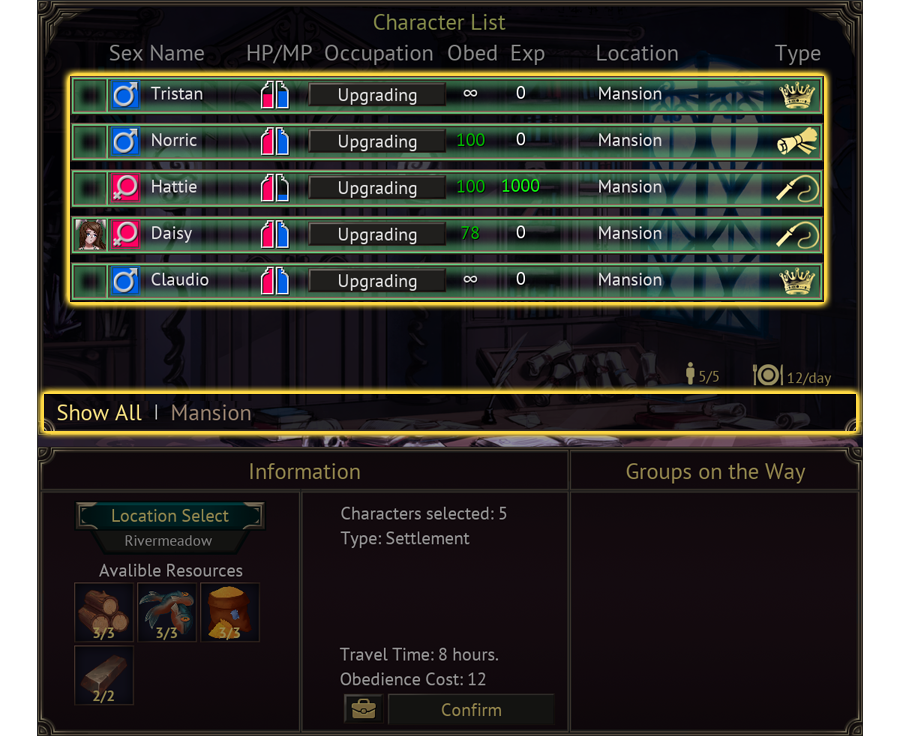 Character List
Sex Name HP/MP Occupation Obed Exp Location Type
Tristan Upgrading ∞ 0 Mansion
Norric Upgrading 100 0 Mansion
Hattie Upgrading 100 1000 Mansion
Daisy Upgrading 78 0 Mansion
Claudio Upgrading ∞ 0 Mansion
5/5 12/day
Show All | Mansion
Information
Groups on the Way
Location Select
Rivermeadow
Avalible Resources
3/3 3/3 3/3
2/2
Characters selected: 5
Type: Settlement
Travel Time: 8 hours.
Obedience Cost: 12
Confirm